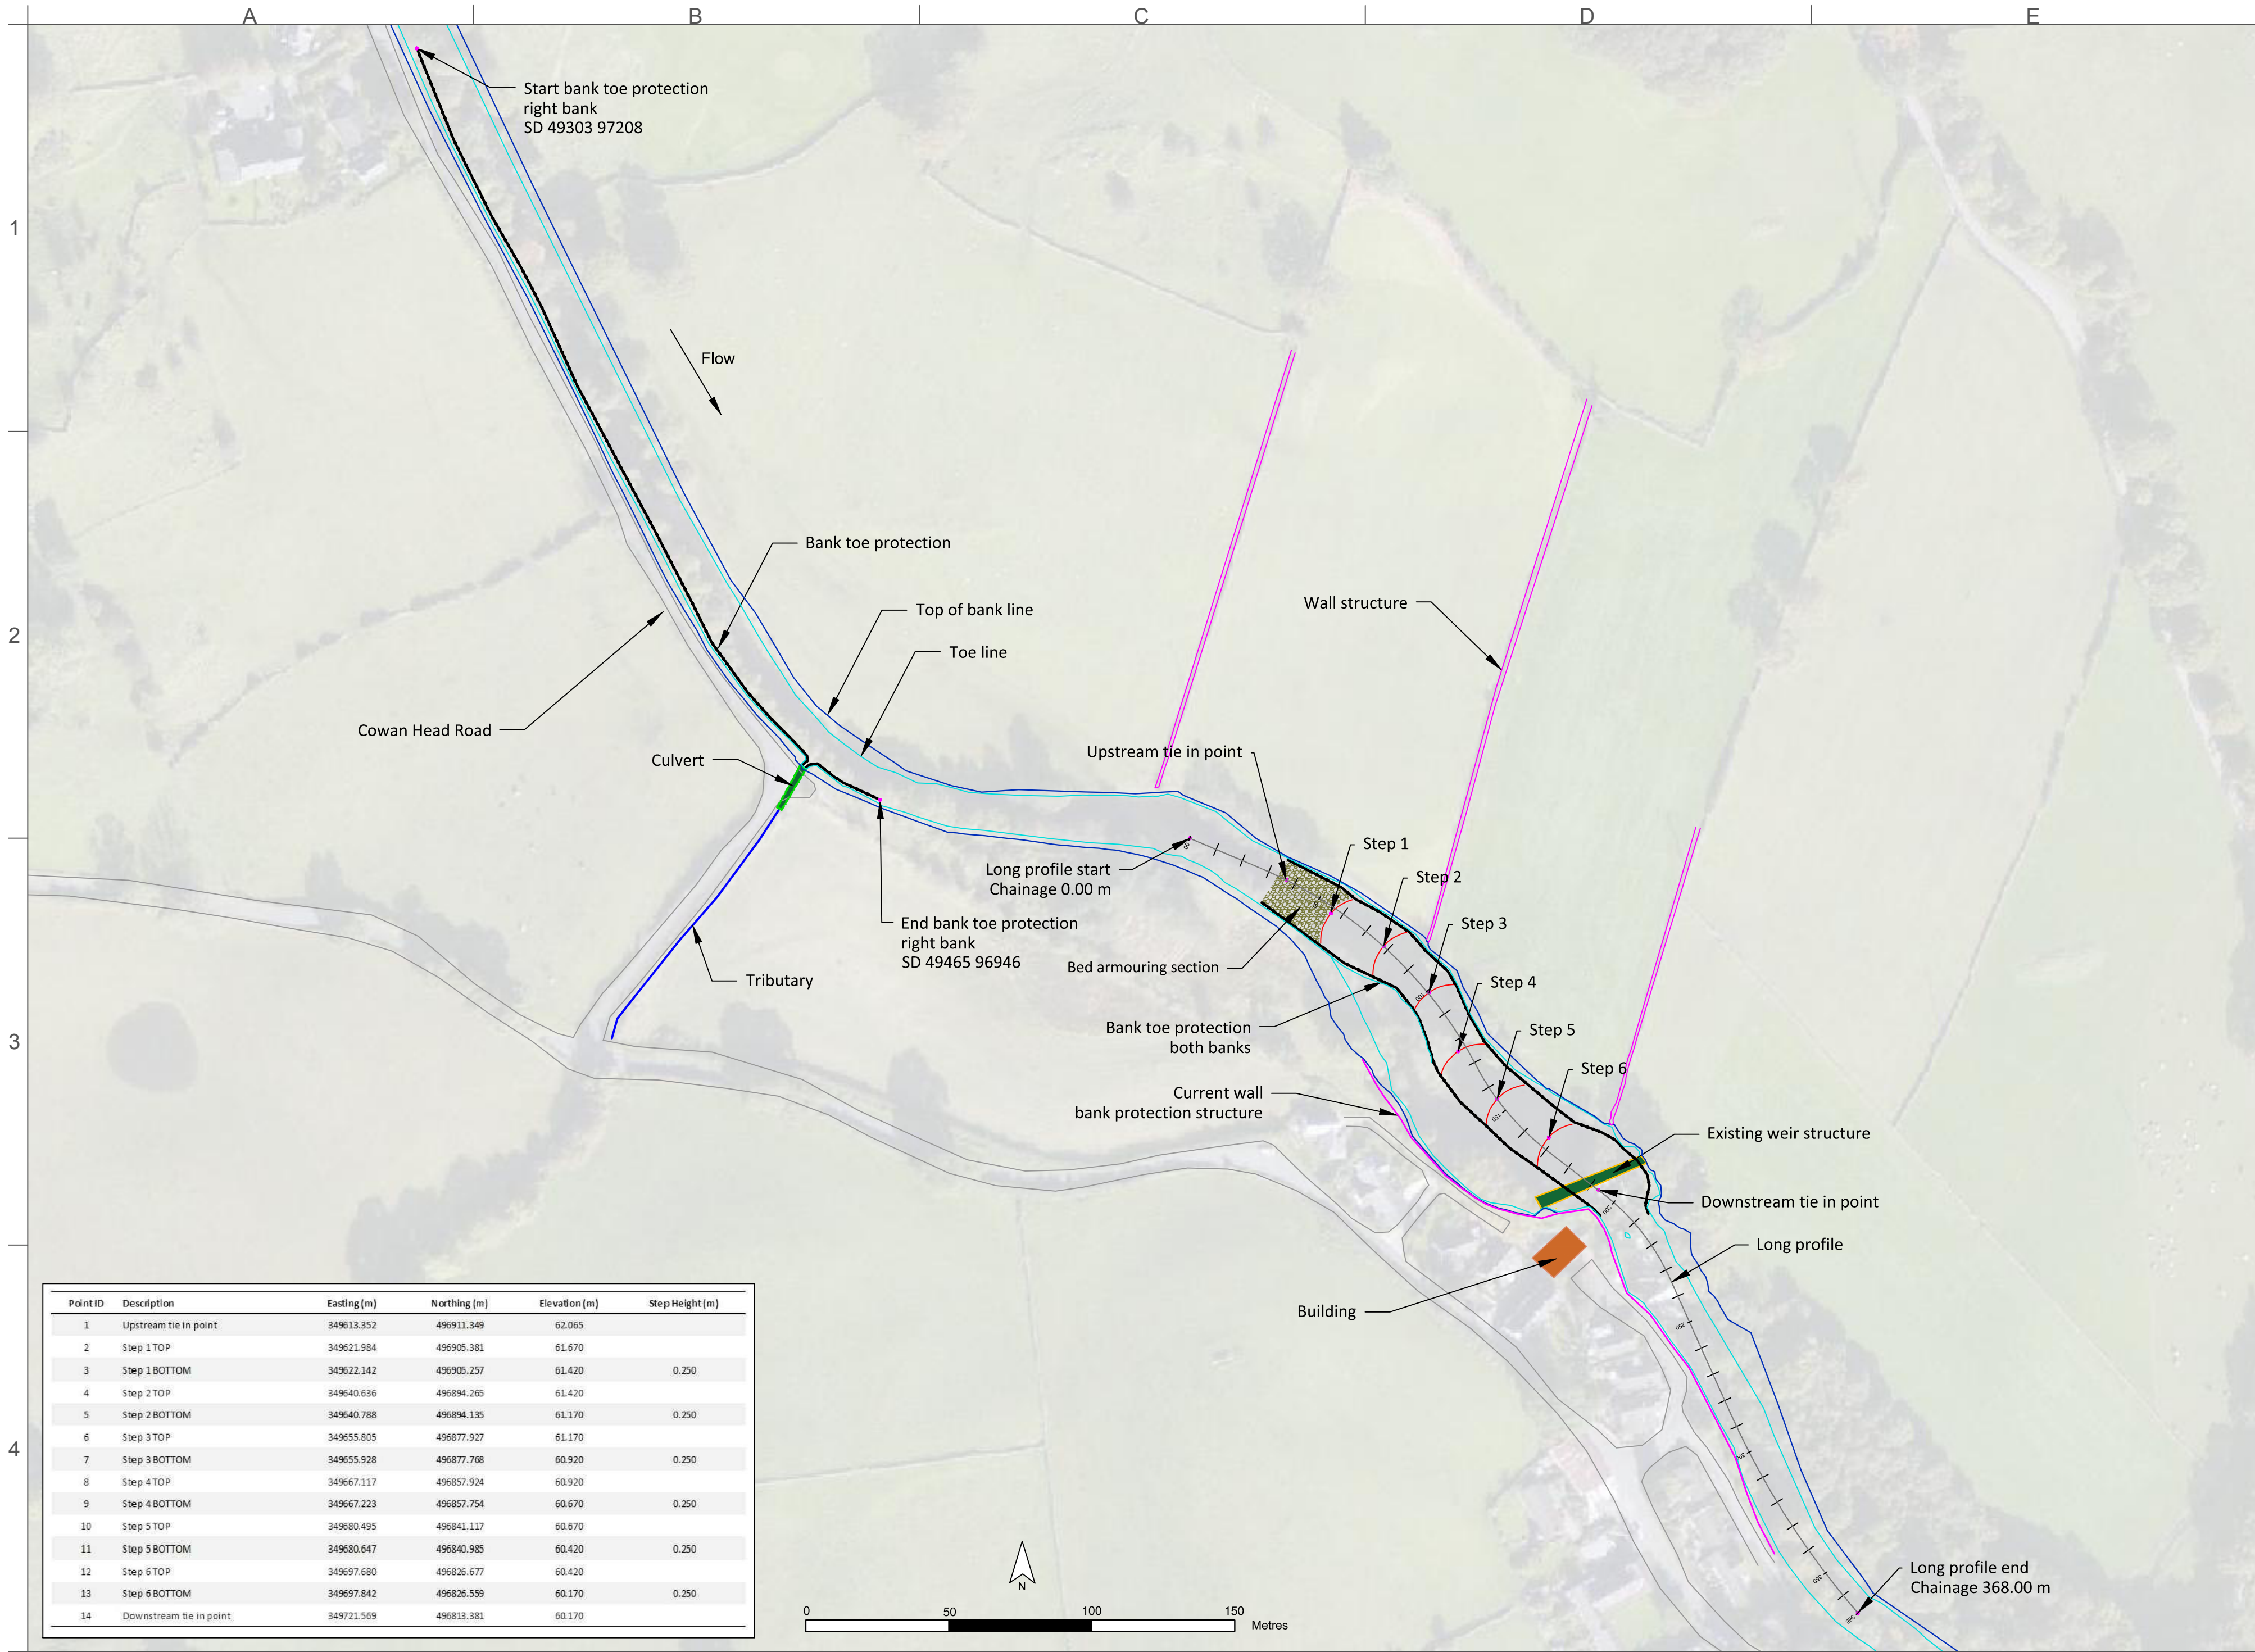 A
B
C
D
E
1
2
3
4
Start bank toe protection
right bank
SD 49303 97208
Flow
Bank toe protection
Top of bank line
Toe line
Wall structure
Cowan Head Road
Culvert
Upstream tie in point
Step 1
Long profile start
Chainage 0.00 m
Step 2
End bank toe protection
right bank
SD 49465 96946
Step 3
Bed armouring section
Tributary
Step 4
Bank toe protection
both banks
Step 5
Step 6
Current wall
bank protection structure
Existing weir structure
Downstream tie in point
Long profile
Building
Long profile end
Chainage 368.00 m
00
50
100
150
200
250
300
350
368
Point ID Description Easting (m) Northing (m) Elevation (m) Step Height (m)
1 Upstream tie in point 349613.352 496911.349 62.065
2 Step 1 TOP 349621.984 496905.381 61.670
3 Step 1 BOTTOM 349622.142 496905.257 61.420 0.250
4 Step 2 TOP 349640.636 496894.265 61.420
5 Step 2 BOTTOM 349640.788 496894.135 61.170 0.250
6 Step 3 TOP 349655.805 496877.927 61.170
7 Step 3 BOTTOM 349655.928 496877.768 60.920 0.250
8 Step 4 TOP 349667.117 496857.924 60.920
9 Step 4 BOTTOM 349667.223 496857.754 60.670 0.250
10 Step 5 TOP 349680.495 496841.117 60.670
11 Step 5 BOTTOM 349680.647 496840.985 60.420 0.250
12 Step 6 TOP 349697.680 496826.677 60.420
13 Step 6 BOTTOM 349697.842 496826.559 60.170 0.250
14 Downstream tie in point 349721.569 496813.381 60.170
N
0 50 100 150
Metres